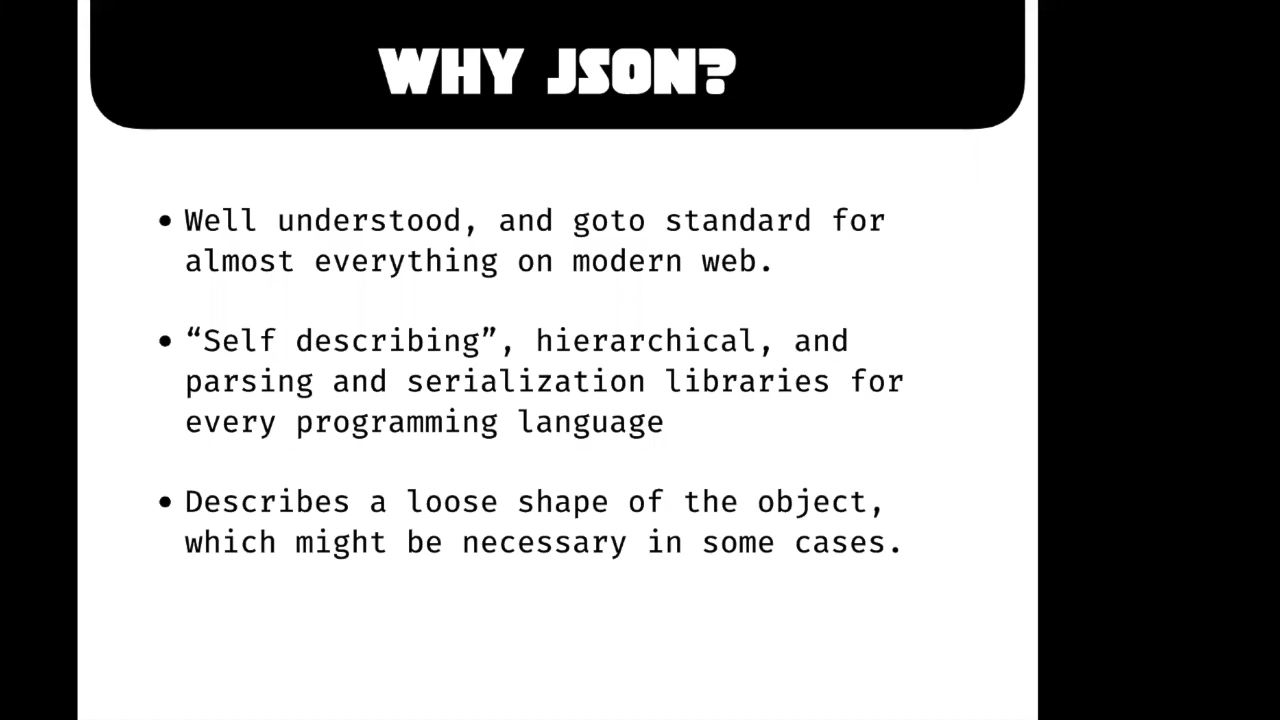 WHY JSON?
• Well understood, and goto standard for
almost everything on modern web.
• “Self describing”, hierarchical, and
parsing and serialization libraries for
every programming language
• Describes a loose shape of the object,
which might be necessary in some cases.